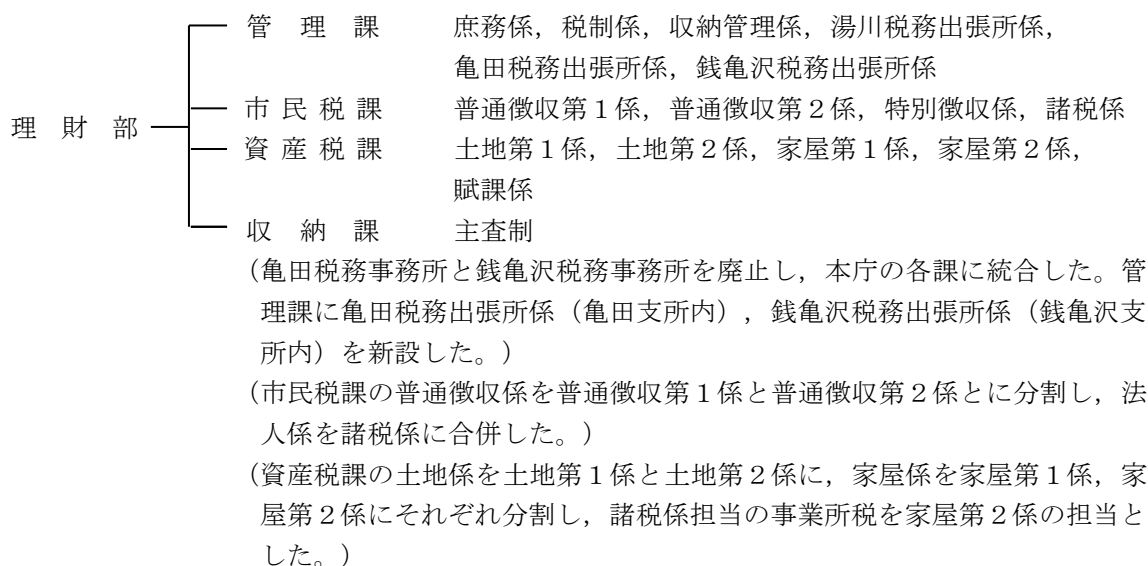 管理課　庶務係，税制係，収納管理係，湯川税務出張所係，
亀田税務出張所係，銭亀沢税務出張所係
理財部　市民税課　普通徴収第１係，普通徴収第２係，特別徴収係，諸税係
資産税課　土地第１係，土地第２係，家屋第１係，家屋第２係，
賦課係
収納課　主査制
（亀田税務事務所と銭亀沢税務事務所を廃止し，本庁の各課に統合した。管
理課に亀田税務出張所係（亀田支所内），銭亀沢税務出張所係（銭亀沢支
所内）を新設した。）
（市民税課の普通徴収係を普通徴収第１係と普通徴収第２係とに分割し，法
人係を諸税係に合併した。）
（資産税課の土地係を土地第１係と土地第２係に，家屋係を家屋第１係，家
屋第２係にそれぞれ分割し，諸税係担当の事業所税を家屋第２係の担当と
した。）